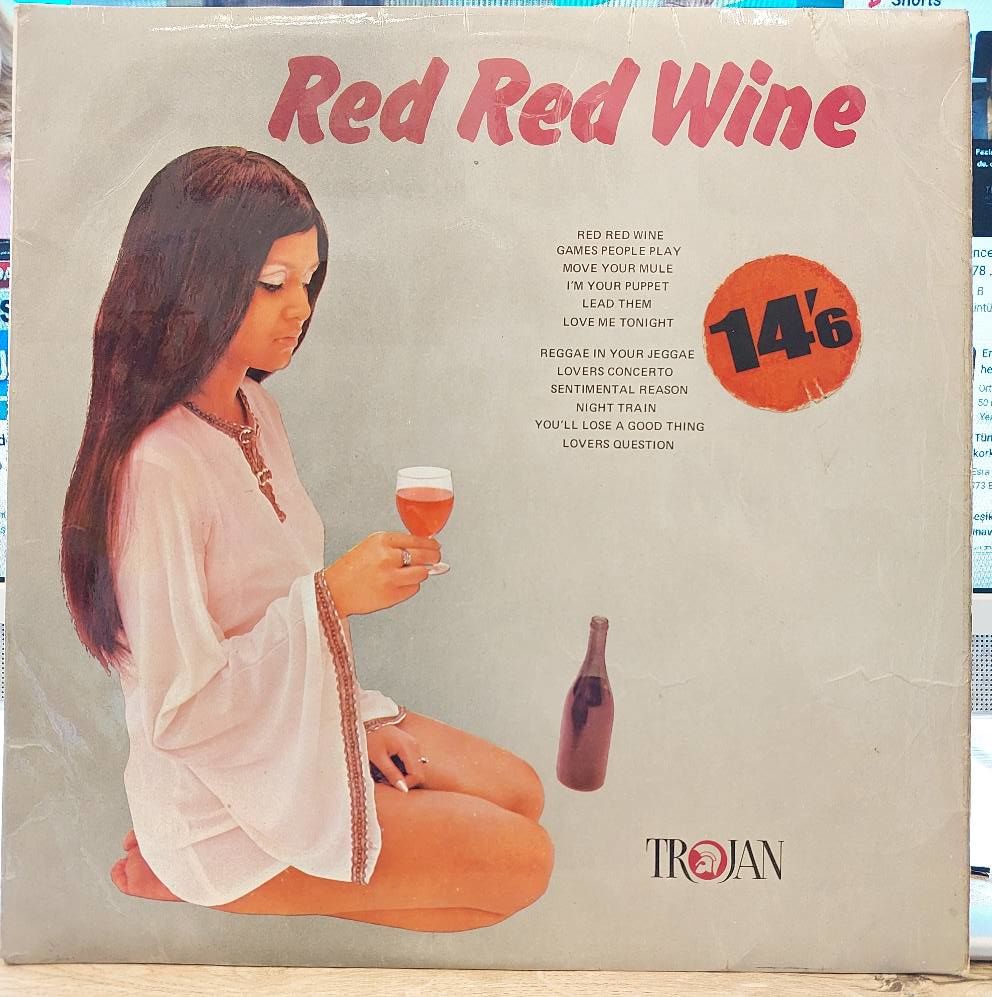 Shorts
Red Red Wine
RED RED WINE
GAMES PEOPLE PLAY
MOVE YOUR MULE
I'M YOUR PUPPET
LEAD THEM
LOVE ME TONIGHT
REGGAE IN YOUR JEGGAE
LOVERS CONCERTO
SENTIMENTAL REASON
NIGHT TRAIN
YOU'LL LOSE A GOOD THING
LOVERS QUESTION
14'6
TROJAN